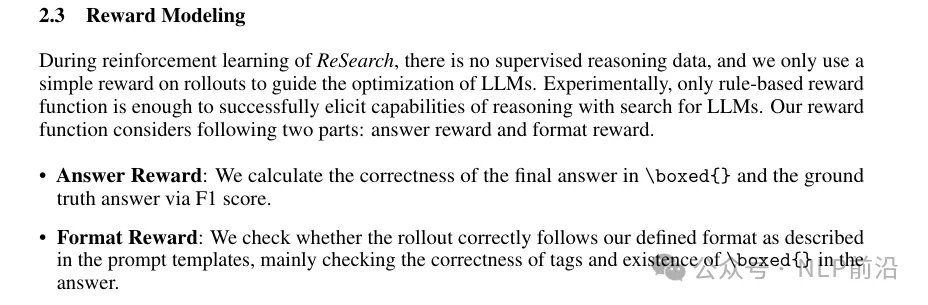 2.3 Reward Modeling
During reinforcement learning of ReSearch, there is no supervised reasoning data, and we only use a
simple reward on rollouts to guide the optimization of LLMs. Experimentally, only rule-based reward
function is enough to successfully elicit capabilities of reasoning with search for LLMs. Our reward
function considers following two parts: answer reward and format reward.
• Answer Reward: We calculate the correctness of the final answer in \boxed{} and the ground
truth answer via F1 score.
• Format Reward: We check whether the rollout correctly follows our defined format as described
in the prompt templates, mainly checking the correctness of tags and existence of \boxed{} in the
answer.
公众号 · NLP前沿